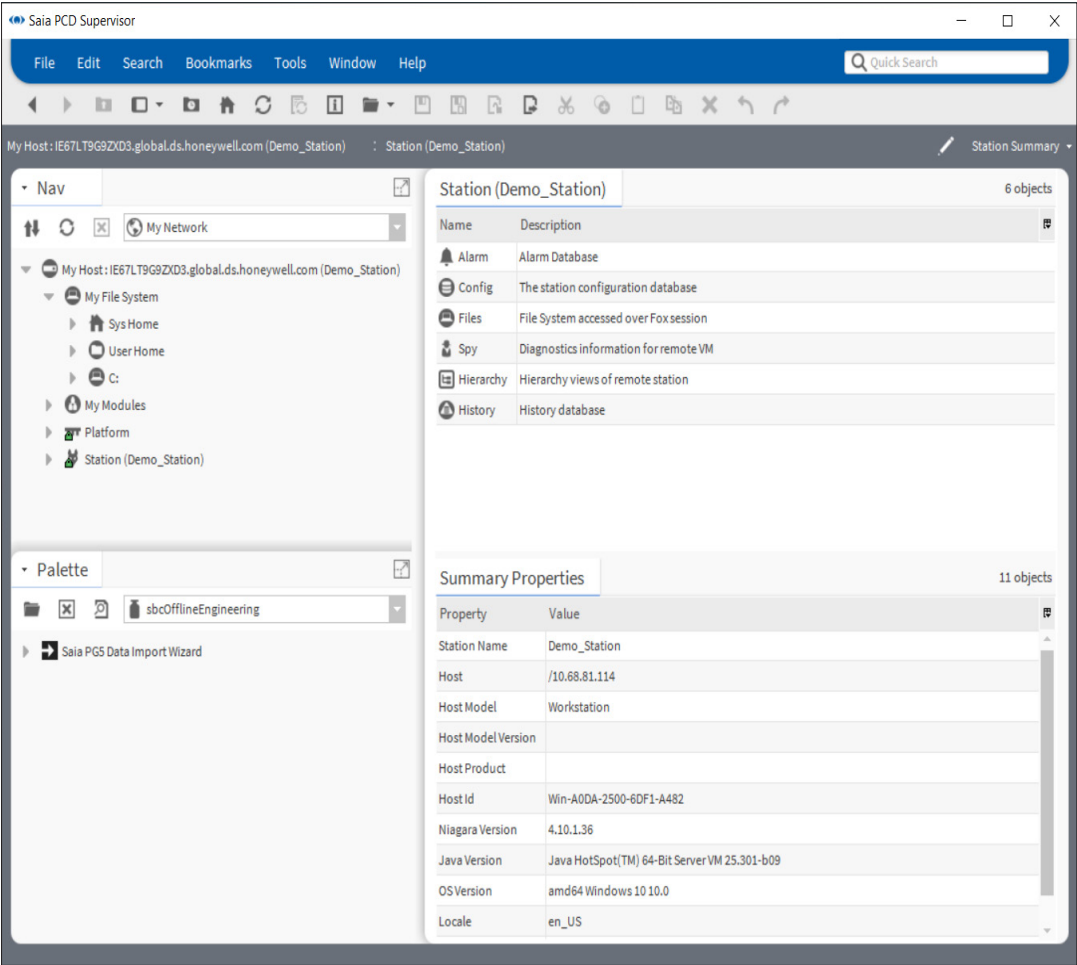 Saia PCD Supervisor
File Edit Search Bookmarks Tools Window Help
Quick Search
My Host : IE67LT9G9ZXD3.global.ds.honeywell.com (Demo_Station) : Station (Demo_Station)
Station Summary
Nav
My Network
My Host : IE67LT9G9ZXD3.global.ds.honeywell.com (Demo_Station)
My File System
Sys Home
User Home
C:
My Modules
Platform
Station (Demo_Station)
Palette
sbcOfflineEngineering
Saia PG5 Data Import Wizard
Station (Demo_Station) 6 objects
Name Description
Alarm Alarm Database
Config The station configuration database
Files File System accessed over Fox session
Spy Diagnostics information for remote VM
Hierarchy Hierarchy views of remote station
History History database
Summary Properties 11 objects
Property Value
Station Name Demo_Station
Host /10.68.81.114
Host Model Workstation
Host Model Version
Host Product
Host Id Win-A0DA-2500-6DF1-A482
Niagara Version 4.10.1.36
Java Version Java HotSpot(TM) 64-Bit Server VM 25.301-b09
OS Version amd64 Windows 10 10.0
Locale en_US